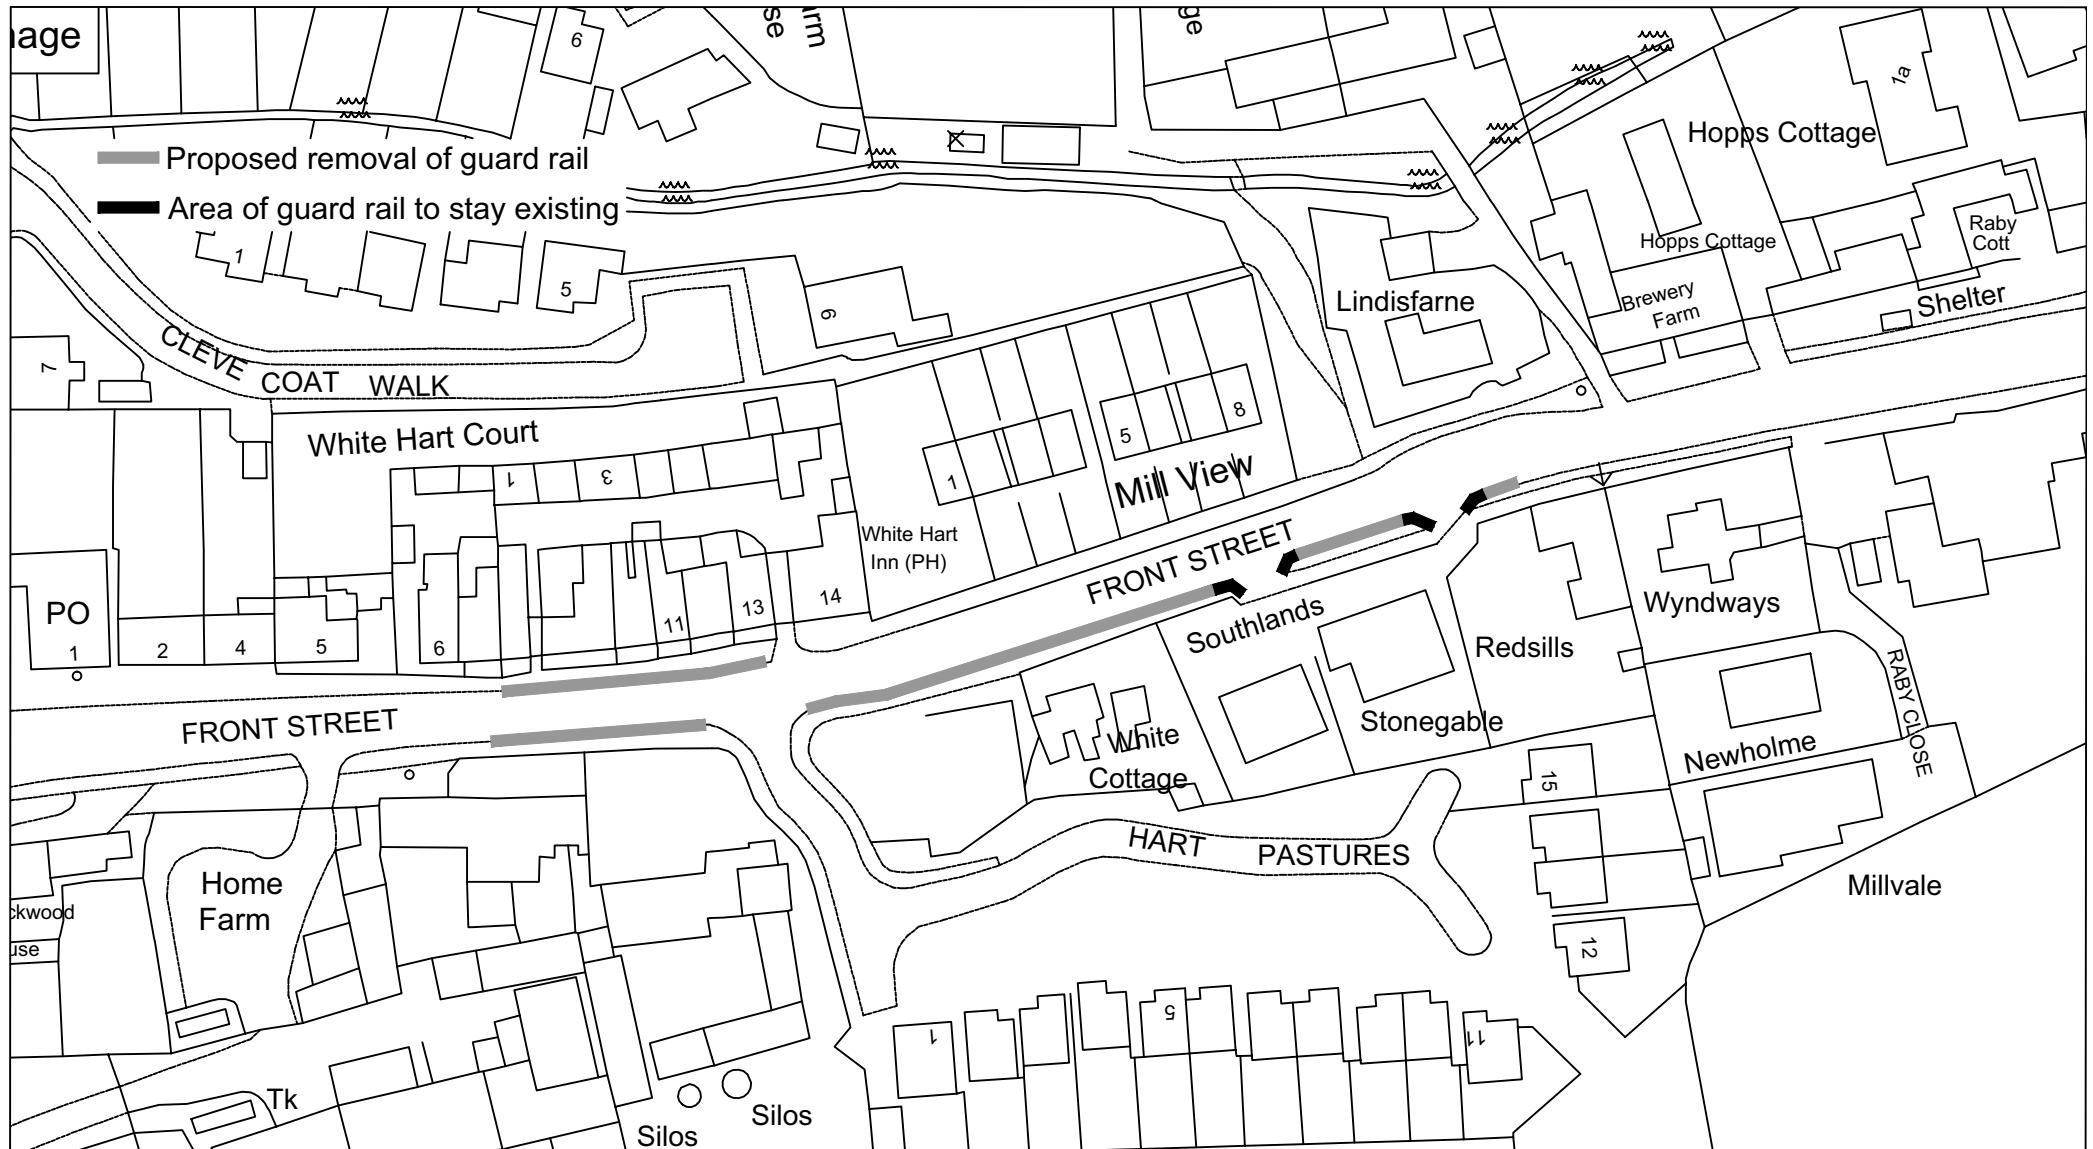 6
1a
Hopps Cottage
Proposed removal of guard rail
Area of guard rail to stay existing
1
5
6
Hopps Cottage
Raby
Cott
Lindisfarne
Brewery
Farm
Shelter
7
CLEVE COAT WALK
White Hart Court
1
3
1
5
8
Mill View
White Hart
Inn (PH)
FRONT STREET
PO
1
2
4
5
6
11
13
14
Southlands
Wyndways
Redsills
RABY CLOSE
FRONT STREET
White
Cottage
Stonegable
Newholme
15
HART PASTURES
Millvale
Home
Farm
12
1
5
11
Tk
Silos
Silos